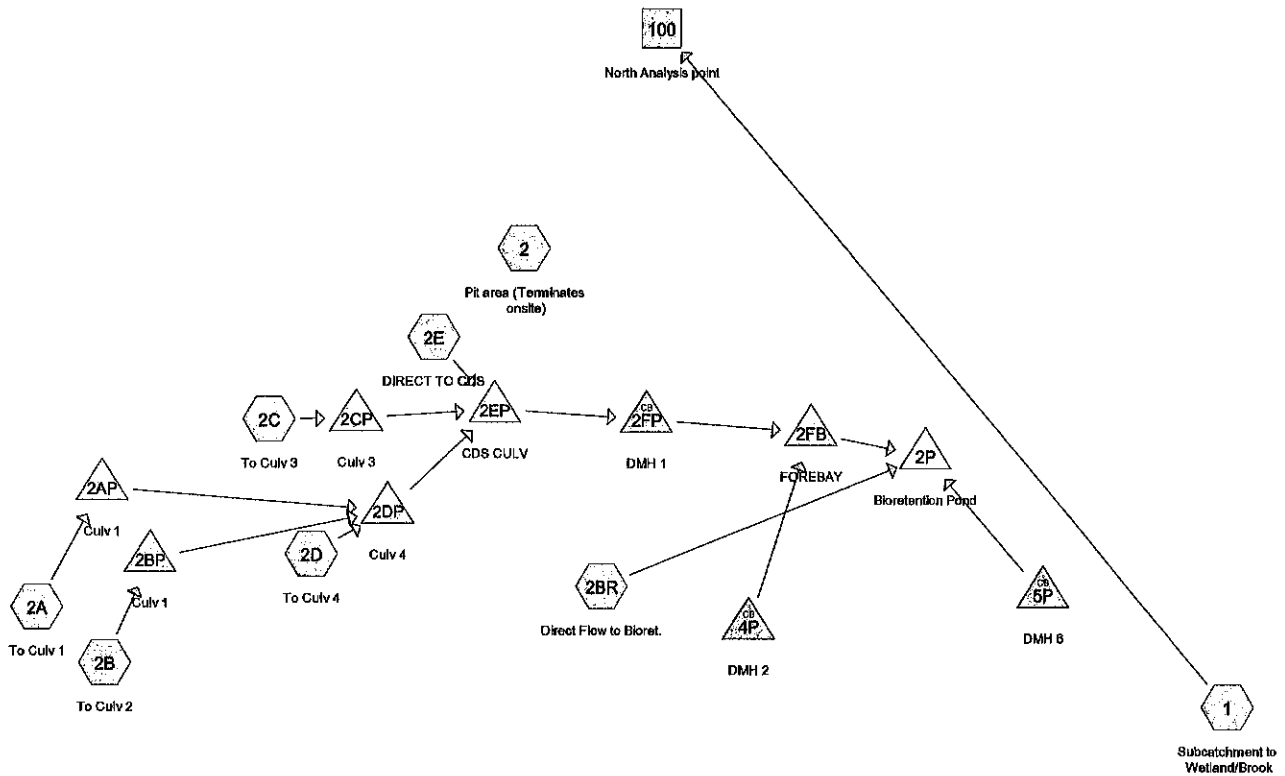 100
North Analysis point
2
Pit area (Terminates
onsite)
2E
DIRECT TO CDS
2C
To Culv 3
2CP
Culv 3
2EP
CDS CULV
CB
2FP
DMH 1
2FB
FOREBAY
2P
Bioretention Pond
2AP
Culv 1
2BP
Culv 1
2DP
Culv 4
2D
To Culv 4
2A
To Culv 1
2B
To Culv 2
2BR
Direct Flow to Bioret.
CB
4P
DMH 2
CB
5P
DMH 6
1
Subcatchment to
Wetland/Brook